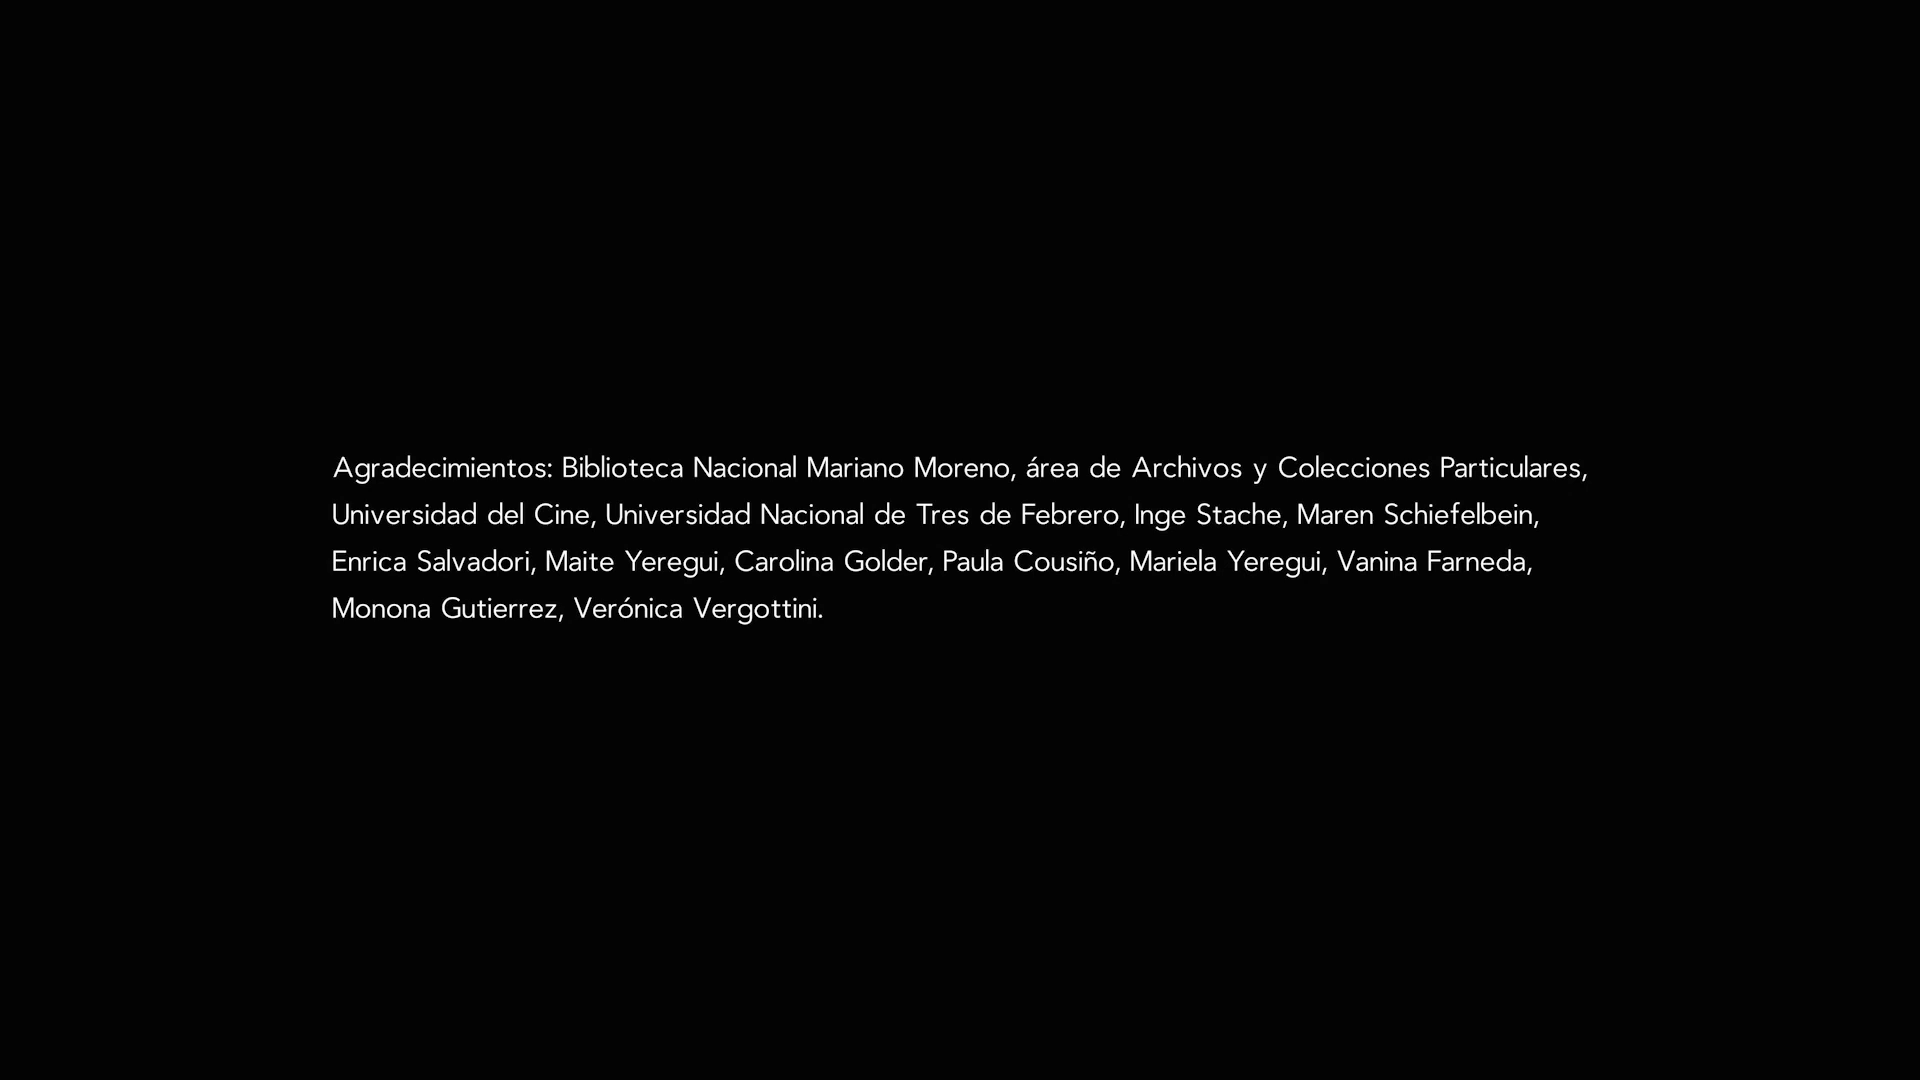 Agradecimientos: Biblioteca Nacional Mariano Moreno, área de Archivos y Colecciones Particulares,
Universidad del Cine, Universidad Nacional de Tres de Febrero, Inge Stache, Maren Schiefelbein,
Enrica Salvadori, Maite Yeregui, Carolina Golder, Paula Cousiño, Mariela Yeregui, Vanina Farneda,
Monona Gutierrez, Verónica Vergottini.